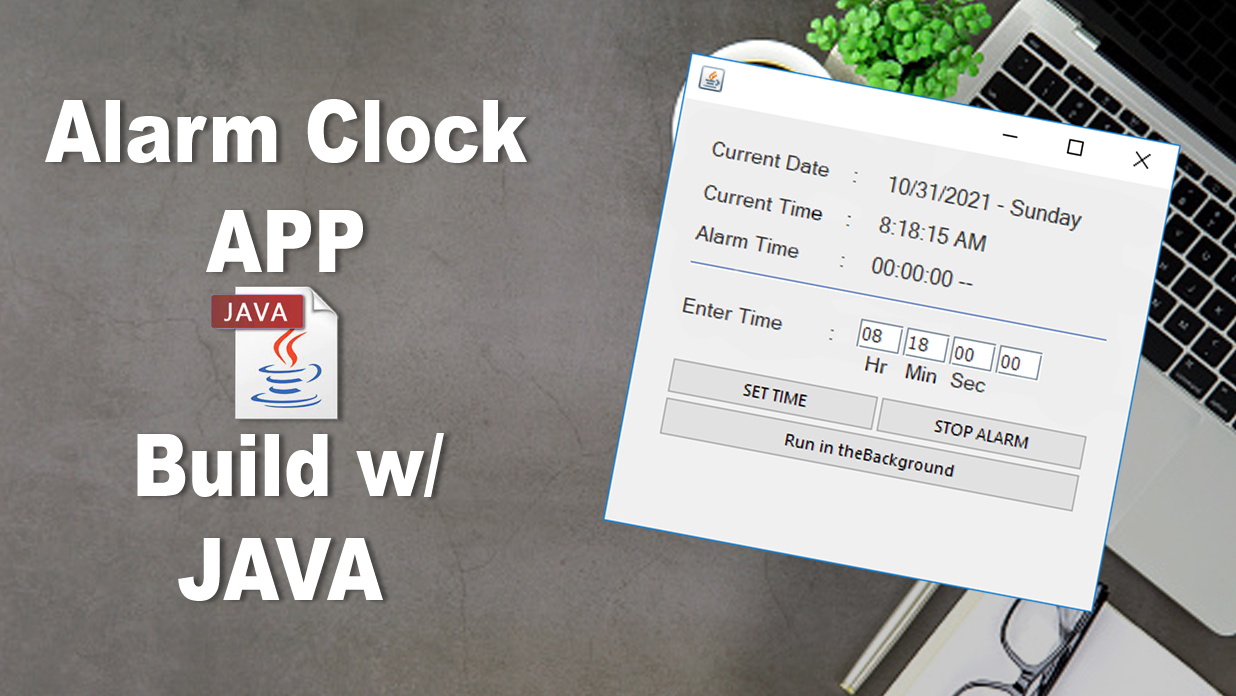 Alarm Clock
APP
JAVA
Build w/
JAVA
Current Date : 10/31/2021 - Sunday
Current Time : 8:18:15 AM
Alarm Time : 00:00:00 --
Enter Time : 08 18 00 00
Hr Min Sec
SET TIME STOP ALARM
Run in theBackground